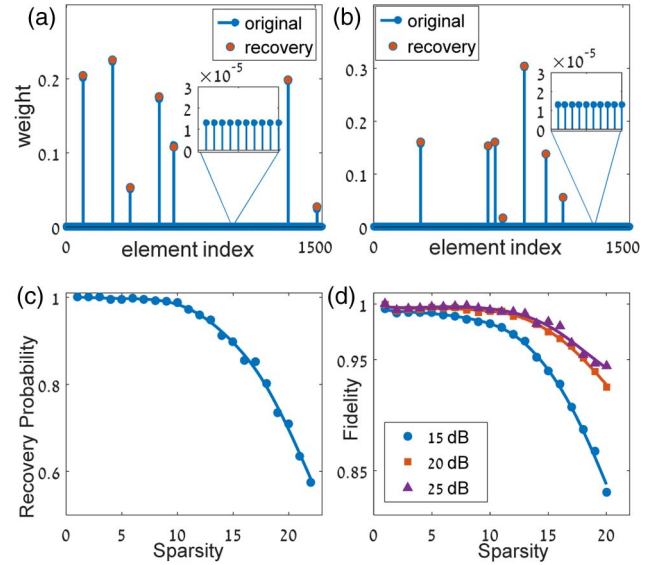 (a)
original
recovery
× 10⁻⁵
3
2
1
0
weight
0.2
0.1
0
0
element index
1500
(b)
original
recovery
× 10⁻⁵
3
2
1
0
0.3
0.2
0.1
0
0
element index
1500
(c)
Recovery Probability
1
0.8
0.6
0
5
10
15
20
Sparsity
(d)
Fidelity
1
0.95
0.85
15 dB
20 dB
25 dB
0
5
10
15
20
Sparsity